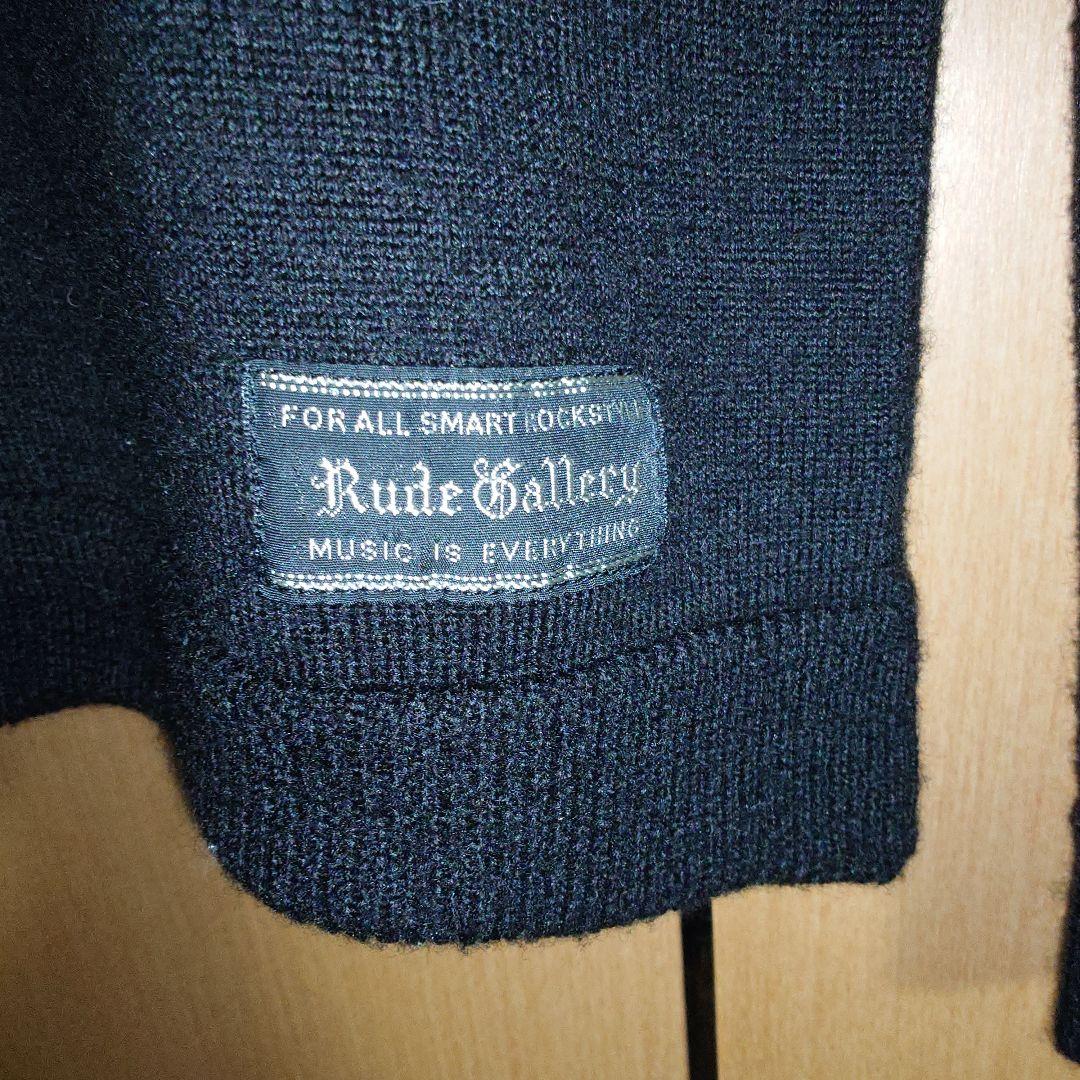 FOR ALL SMART ROCKSTYLE
Rude Gallery
MUSIC IS EVERYTHING